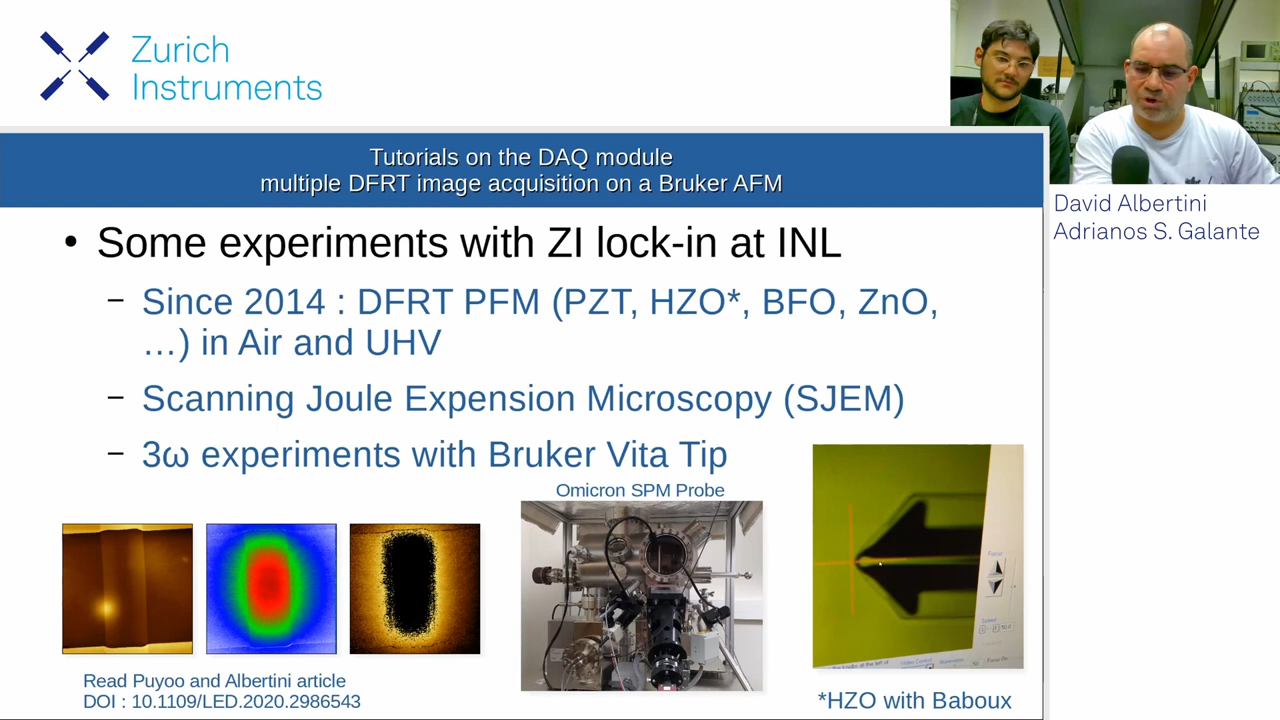 Zurich
Instruments
Tutorials on the DAQ module
multiple DFRT image acquisition on a Bruker AFM
David Albertini
Adrianos S. Galante
• Some experiments with ZI lock-in at INL
– Since 2014 : DFRT PFM (PZT, HZO*, BFO, ZnO,
…) in Air and UHV
– Scanning Joule Expension Microscopy (SJEM)
– 3ω experiments with Bruker Vita Tip
Omicron SPM Probe
Focus
Speed
Read Puyoo and Albertini article
DOI : 10.1109/LED.2020.2986543
*HZO with Baboux